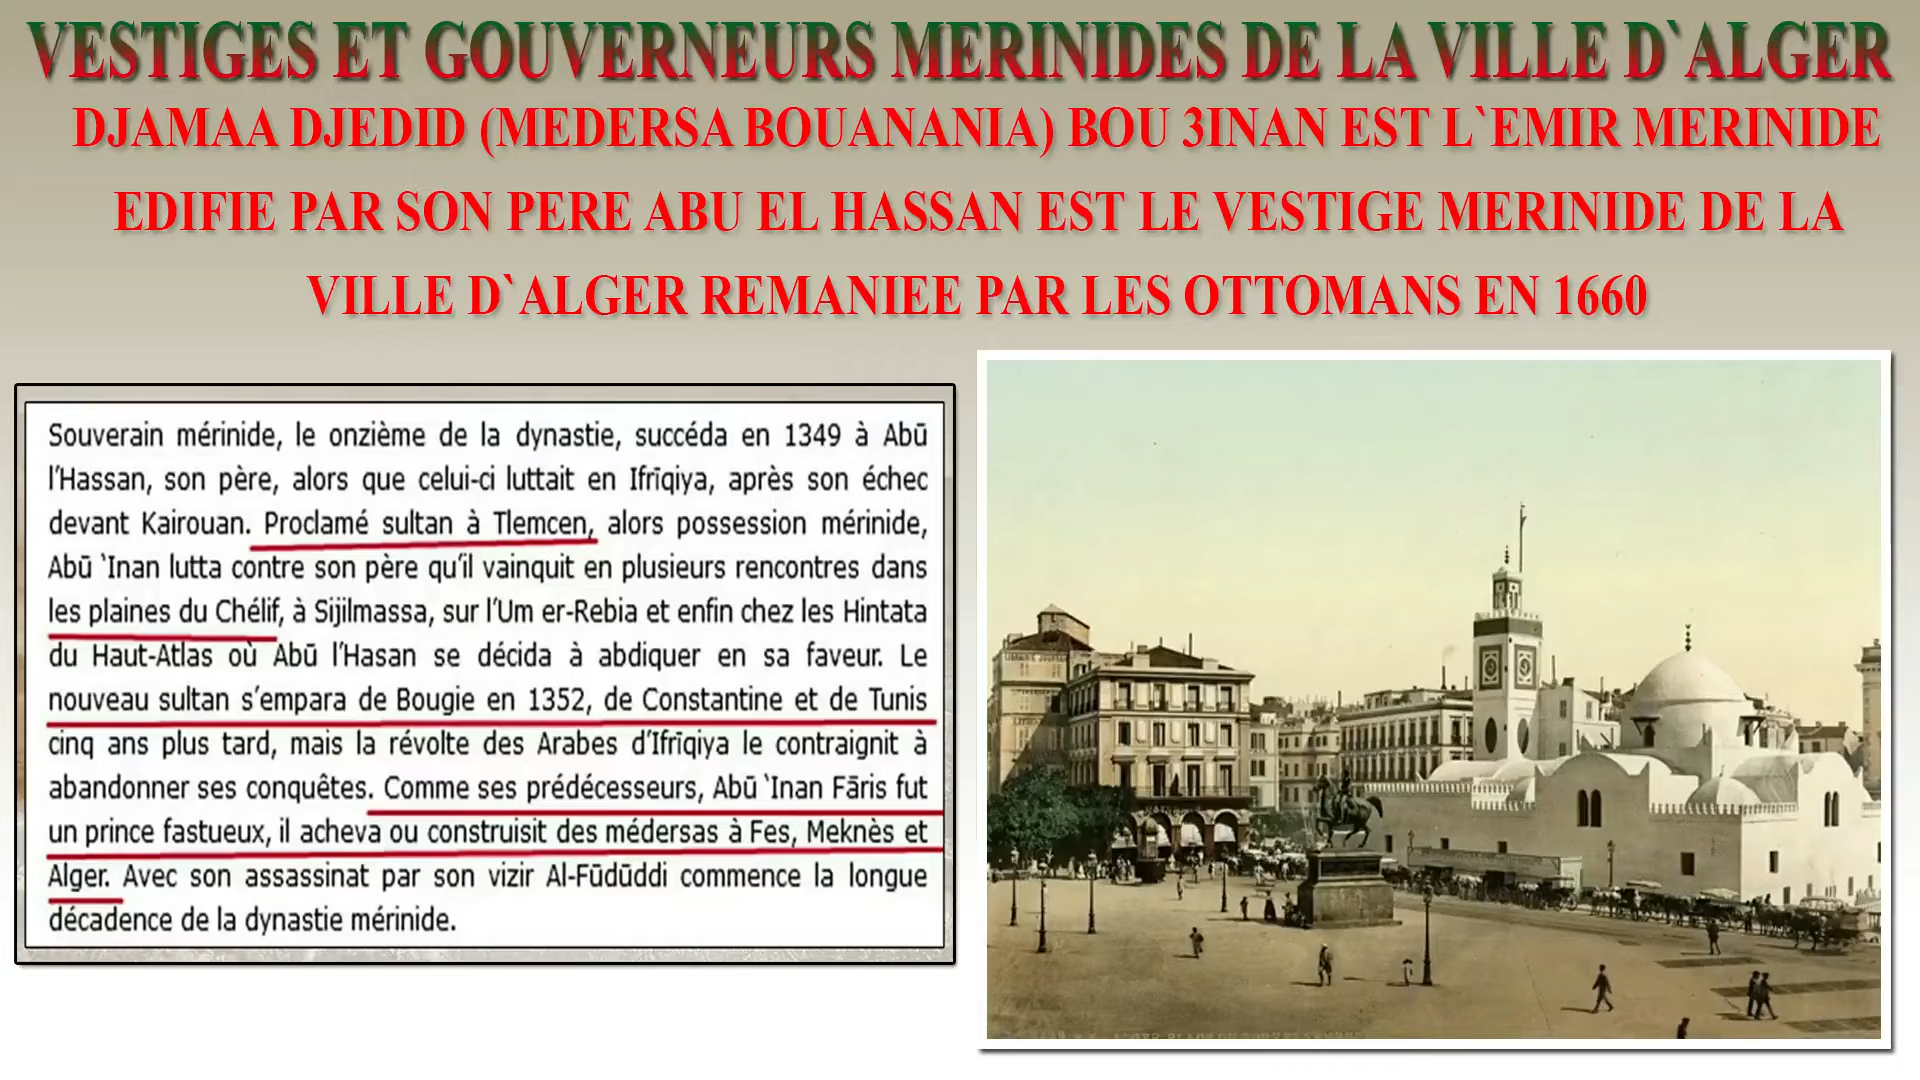 VESTIGES ET GOUVERNEURS MERINIDES DE LA VILLE D`ALGER
DJAMAA DJEDID (MEDERSA BOUANANIA) BOU 3INAN EST L`EMIR MERINIDE
EDIFIE PAR SON PERE ABU EL HASSAN EST LE VESTIGE MERINIDE DE LA
VILLE D`ALGER REMANIEE PAR LES OTTOMANS EN 1660
Souverain mérinide, le onzième de la dynastie, succéda en 1349 à Abū
l'Hassan, son père, alors que celui-ci luttait en Ifrīqiya, après son échec
devant Kairouan. Proclamé sultan à Tlemcen, alors possession mérinide,
Abū ‘Inan lutta contre son père qu'il vainquit en plusieurs rencontres dans
les plaines du Chélif, à Sijilmassa, sur l'Um er-Rebia et enfin chez les Hintata
du Haut-Atlas où Abū l'Hasan se décida à abdiquer en sa faveur. Le
nouveau sultan s'empara de Bougie en 1352, de Constantine et de Tunis
cinq ans plus tard, mais la révolte des Arabes d'Ifrīqiya le contraignit à
abandonner ses conquêtes. Comme ses prédécesseurs, Abū ‘Inan Fāris fut
un prince fastueux, il acheva ou construisit des médersas à Fes, Meknès et
Alger. Avec son assassinat par son vizir Al-Fūdūddi commence la longue
décadence de la dynastie mérinide.